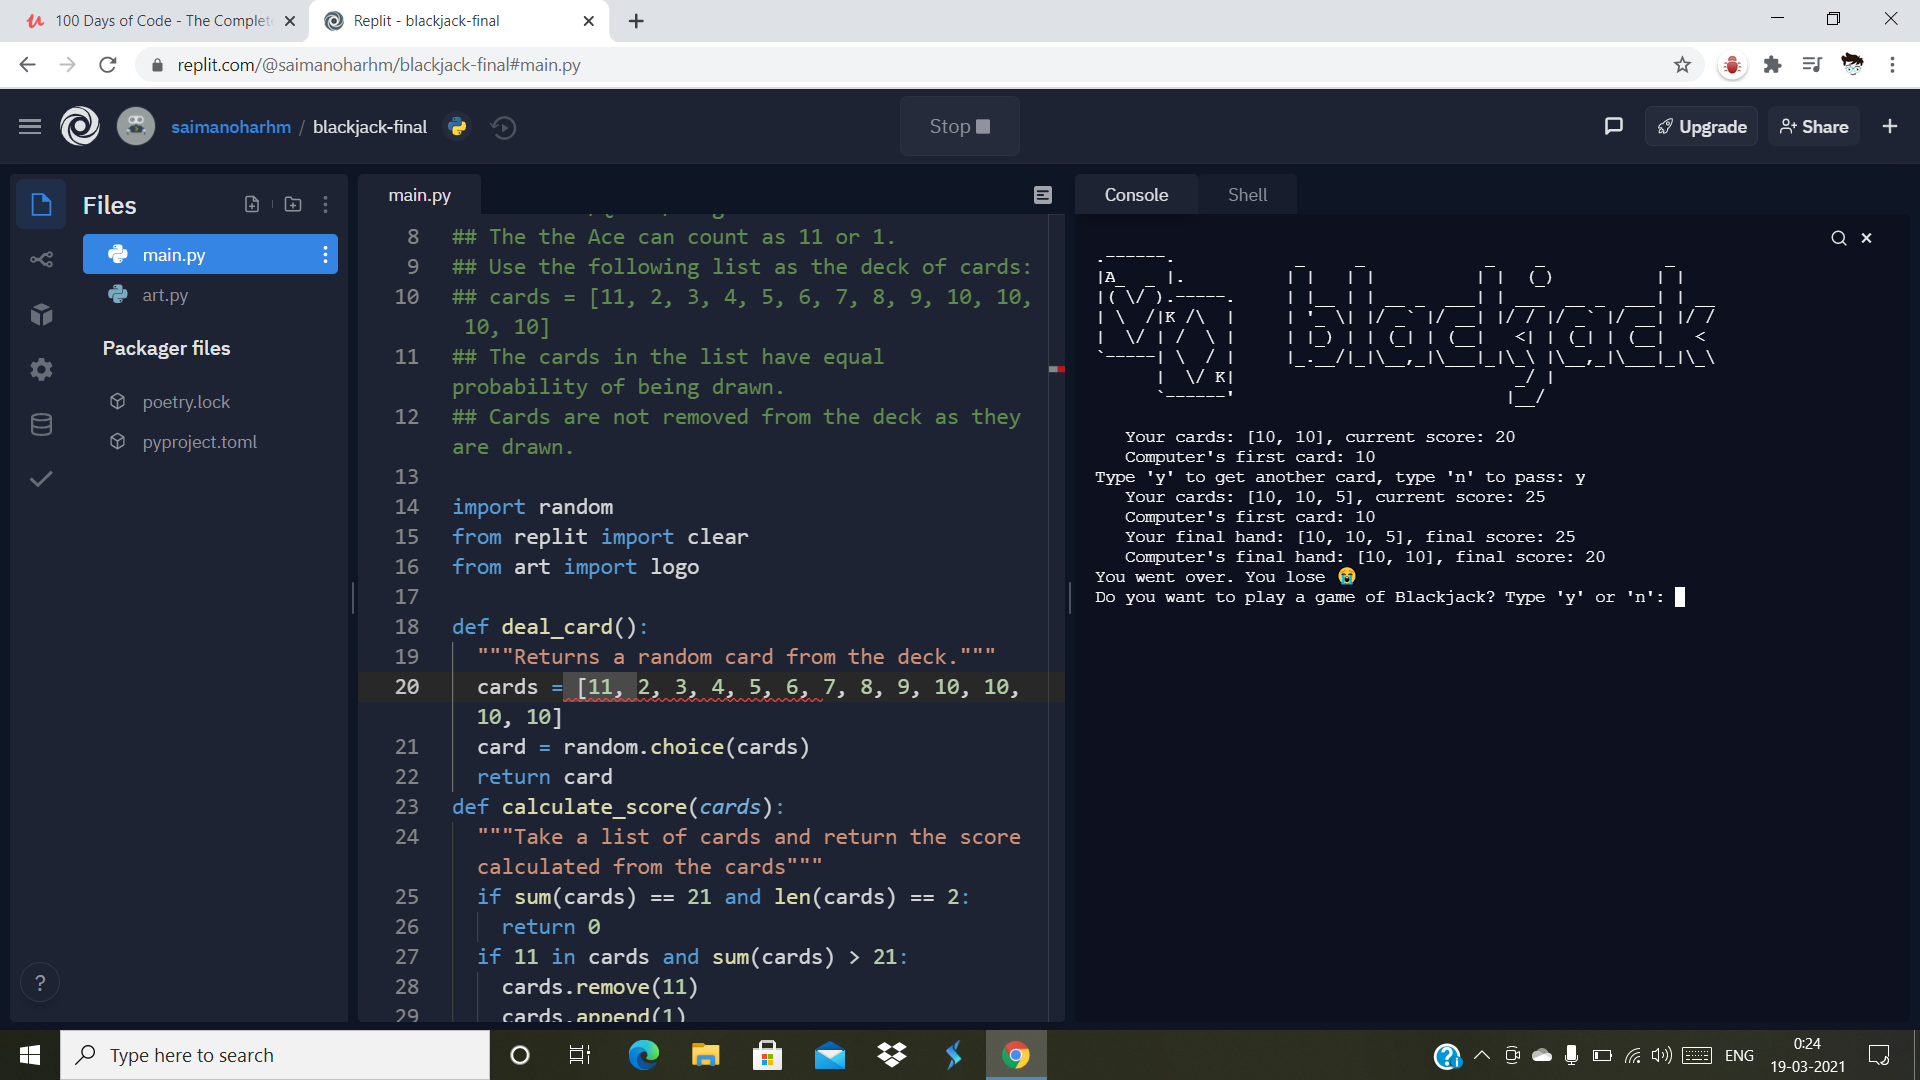 100 Days of Code - The Complete
Replit - blackjack-final
replit.com/@saimanoharhm/blackjack-final#main.py
saimanoharhm / blackjack-final
Stop
Upgrade
Share
Files
main.py
art.py
Packager files
poetry.lock
pyproject.toml
main.py
8 ## The the Ace can count as 11 or 1.
9 ## Use the following list as the deck of cards:
10 ## cards = [11, 2, 3, 4, 5, 6, 7, 8, 9, 10, 10,
10, 10]
11 ## The cards in the list have equal
probability of being drawn.
12 ## Cards are not removed from the deck as they
are drawn.
13
14 import random
15 from replit import clear
16 from art import logo
17
18 def deal_card():
19 """Returns a random card from the deck."""
20 cards = [11, 2, 3, 4, 5, 6, 7, 8, 9, 10, 10,
10, 10]
21 card = random.choice(cards)
22 return card
23 def calculate_score(cards):
24 """Take a list of cards and return the score
calculated from the cards"""
25 if sum(cards) == 21 and len(cards) == 2:
26 return 0
27 if 11 in cards and sum(cards) > 21:
28 cards.remove(11)
29 cards.append(1)
Console
Shell
A
K
K
blackjack
Your cards: [10, 10], current score: 20
Computer's first card: 10
Type 'y' to get another card, type 'n' to pass: y
Your cards: [10, 10, 5], current score: 25
Computer's first card: 10
Your final hand: [10, 10, 5], final score: 25
Computer's final hand: [10, 10], final score: 20
You went over. You lose 😭
Do you want to play a game of Blackjack? Type 'y' or 'n':
?
Type here to search
ENG
0:24
19-03-2021